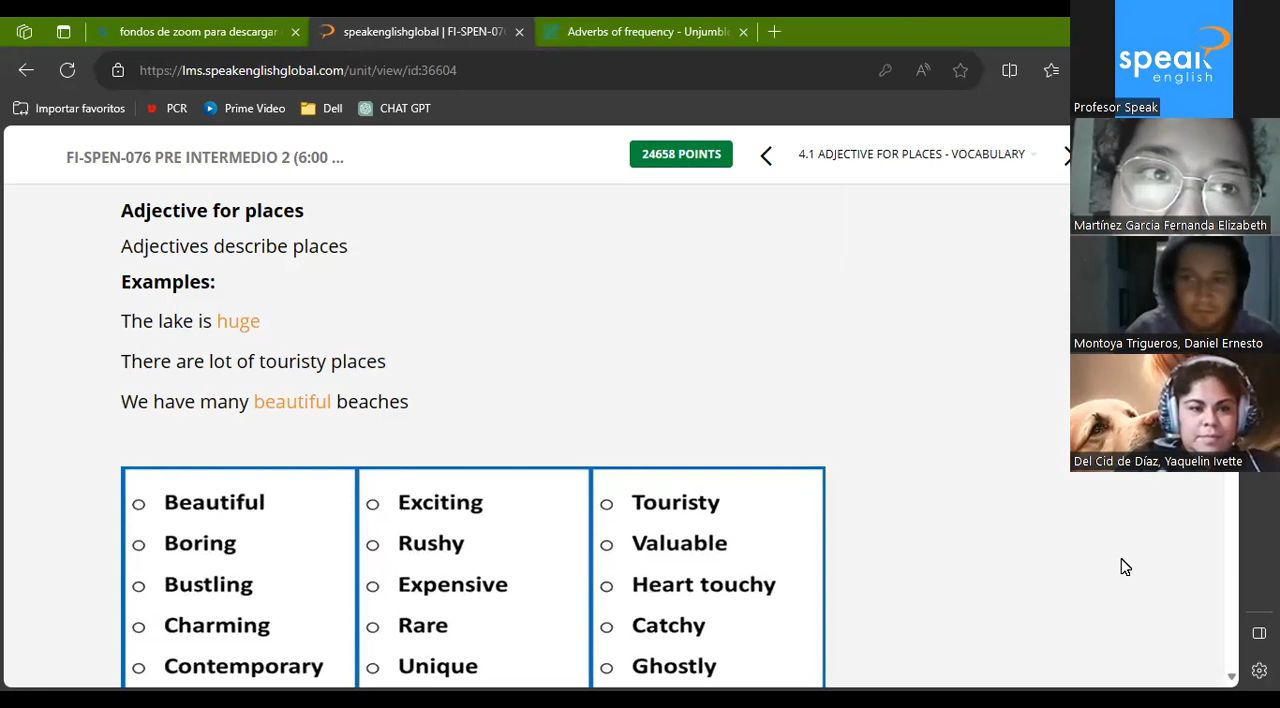 fondos de zoom para descargar
speakenglishglobal | FI-SPEN-076
Adverbs of frequency - Unjumble
https://lms.speakenglishglobal.com/unit/view/id:36604
Importar favoritos
PCR
Prime Video
Dell
CHAT GPT
FI-SPEN-076 PRE INTERMEDIO 2 (6:00 ...
24658 POINTS
4.1 ADJECTIVE FOR PLACES - VOCABULARY
Adjective for places
Adjectives describe places
Examples:
The lake is huge
There are lot of touristy places
We have many beautiful beaches
Beautiful
Boring
Bustling
Charming
Contemporary
Exciting
Rushy
Expensive
Rare
Unique
Touristy
Valuable
Heart touchy
Catchy
Ghostly
speak
english
Profesor Speak
Martínez Garcia Fernanda Elizabeth
Montoya Trigueros, Daniel Ernesto
Del Cid de Díaz, Yaquelin Ivette